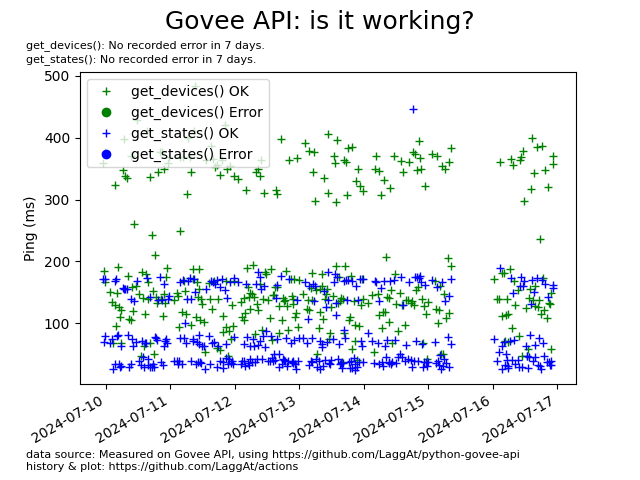 Govee API: is it working?
get_devices(): No recorded error in 7 days.
get_states(): No recorded error in 7 days.
500
400
300
200
100
Ping (ms)
get_devices() OK
get_devices() Error
get_states() OK
get_states() Error
2024-07-10
2024-07-11
2024-07-12
2024-07-13
2024-07-14
2024-07-15
2024-07-16
2024-07-17
data source: Measured on Govee API, using https://github.com/LaggAt/python-govee-api
history & plot: https://github.com/LaggAt/actions